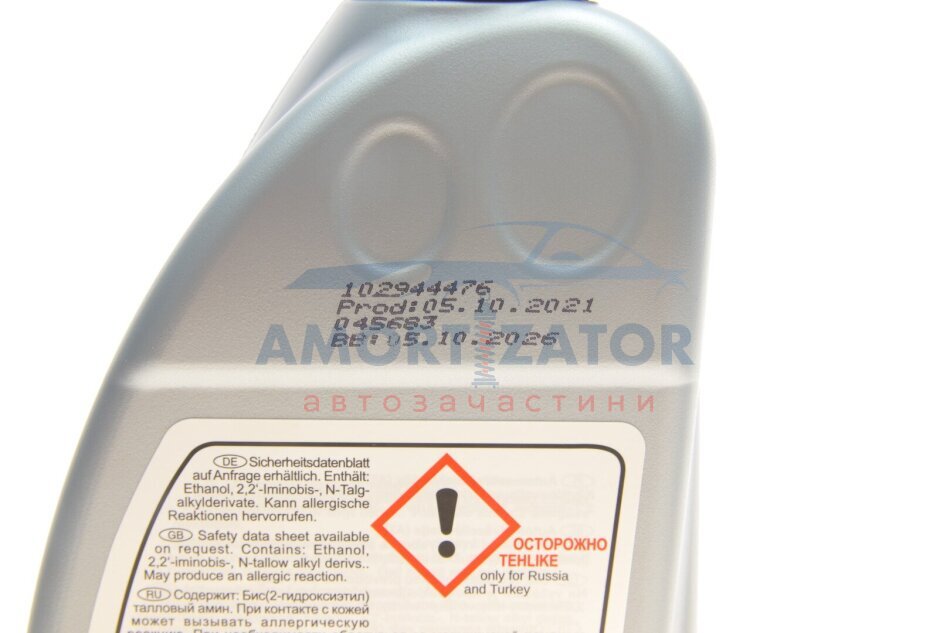 102944476
Prod:05.10.2021
045683
BB:05.10.2026
AMORTIZATOR
автозачастини
DE Sicherheitsdatenblatt
auf Anfrage erhältlich. Enthält:
Ethanol, 2,2'-Iminobis-, N-Talg-
alkylderivate. Kann allergische
Reaktionen hervorrufen.
GB Safety data sheet available
on request. Contains: Ethanol,
2,2'-iminobis-, N-tallow alkyl derivs..
May produce an allergic reaction.
RU Содержит: Бис(2-гидроксиэтил)
талловый амин. При контакте с кожей
может вызывать аллергическую
ОСТОРОЖНО
TEHLIKE
only for Russia
and Turkey